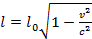 l = l₀√(1 − v²/c²)